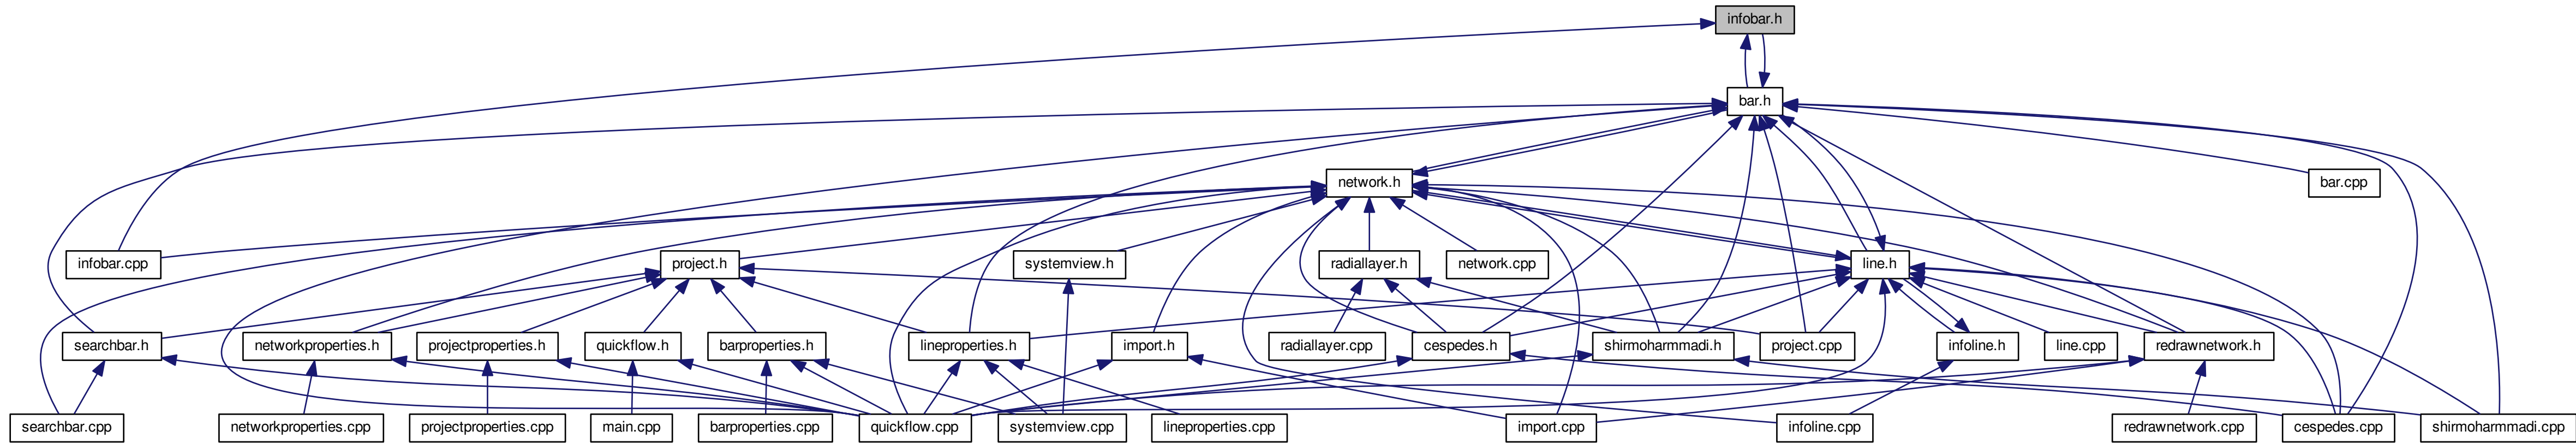 infobar.h
bar.h
network.h
bar.cpp
infobar.cpp
project.h
systemview.h
radiallayer.h
network.cpp
line.h
searchbar.h
networkproperties.h
projectproperties.h
quickflow.h
barproperties.h
lineproperties.h
import.h
radiallayer.cpp
cespedes.h
shirmoharmmadi.h
project.cpp
infoline.h
line.cpp
redrawnetwork.h
searchbar.cpp
networkproperties.cpp
projectproperties.cpp
main.cpp
barproperties.cpp
quickflow.cpp
systemview.cpp
lineproperties.cpp
import.cpp
infoline.cpp
redrawnetwork.cpp
cespedes.cpp
shirmoharmmadi.cpp